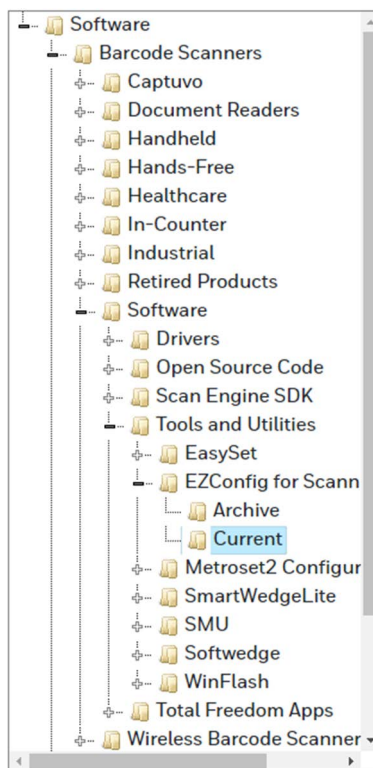 Software
Barcode Scanners
Captuvo
Document Readers
Handheld
Hands-Free
Healthcare
In-Counter
Industrial
Retired Products
Software
Drivers
Open Source Code
Scan Engine SDK
Tools and Utilities
EasySet
EZConfig for Scann
Archive
Current
Metroset2 Configur
SmartWedgeLite
SMU
Softwedge
WinFlash
Total Freedom Apps
Wireless Barcode Scanner